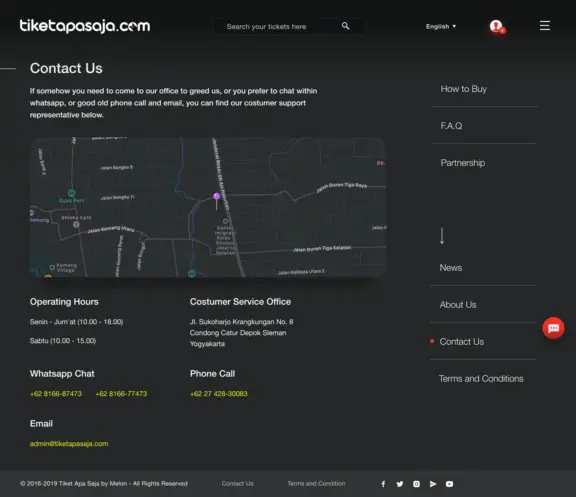 tiketapasaja.com
Search your tickets here
English
Contact Us
If somehow you need to come to our office to greed us, or you prefer to chat within
whatsapp, or good old phone call and email, you can find our costumer support
representative below.
Jalan Bangka 8
Jalan Bangka 11
Jalan Duren Tiga Raya
Shisha Cafe
Jalan Kemang Utara
Kemang
Village
Jalan Duren Tiga Selatan
Jalan Kalibata Utara 2
Operating Hours
Senin - Jum'at (10.00 - 18.00)
Sabtu (10.00 - 15.00)
Costumer Service Office
Jl. Sukoharjo Krangkungan No. 8
Condong Catur Depok Sleman
Yogyakarta
Whatsapp Chat
+62 8166-87473
+62 8166-77473
Phone Call
+62 27 428-30083
Email
admin@tiketapasaja.com
How to Buy
F.A.Q
Partnership
News
About Us
Contact Us
Terms and Conditions
© 2016-2019 Tiket Apa Saja by Melon - All Rights Reserved
Contact Us
Terms and Condition